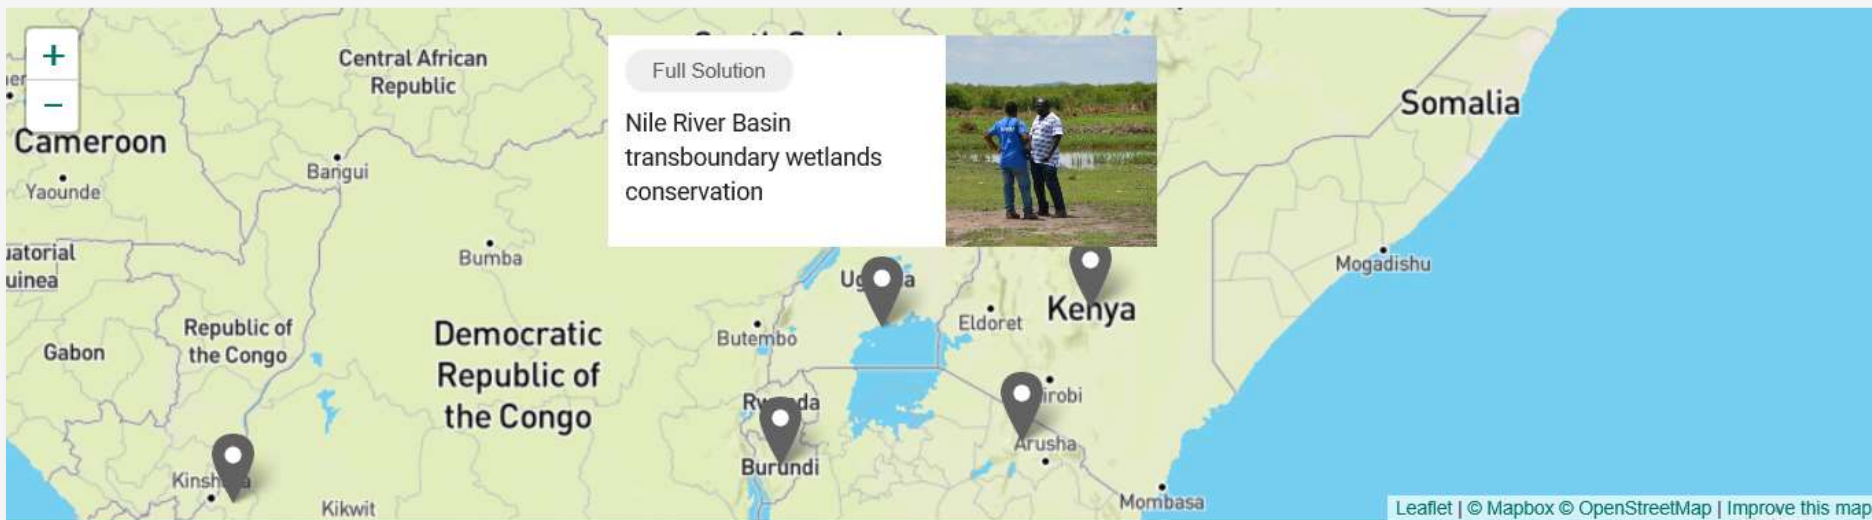 +
−
Central African
Republic
Full Solution
Nile River Basin
transboundary wetlands
conservation
Somalia
Cameroon
Yaounde
Bangui
Bumba
Mogadishu
Republic of
the Congo
Gabon
Democratic
Republic of
the Congo
Butembo
Eldoret
Kenya
Arusha
Burundi
Kikwit
Mombasa
Leaflet | © Mapbox © OpenStreetMap | Improve this map